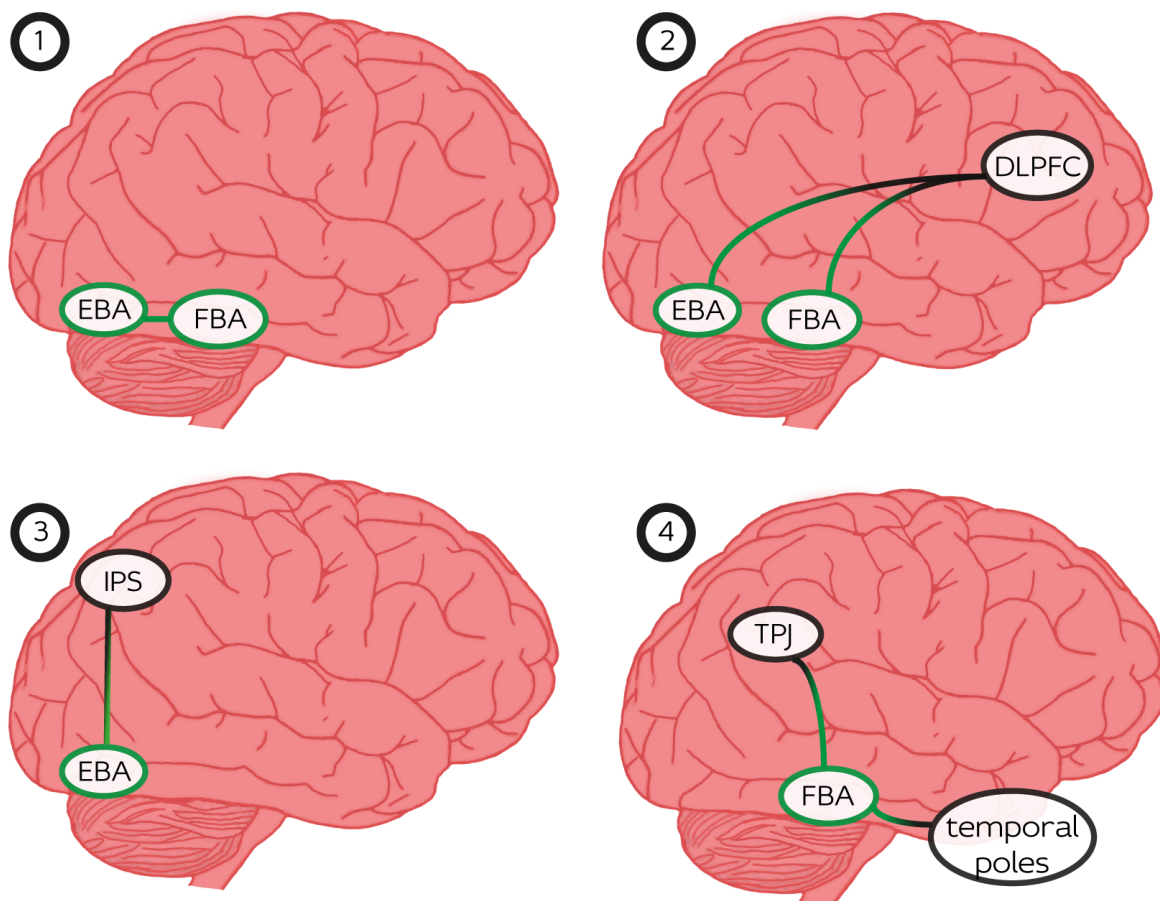 1
EBA
FBA
2
DLPFC
EBA
FBA
3
IPS
EBA
4
TPJ
FBA
temporal
poles